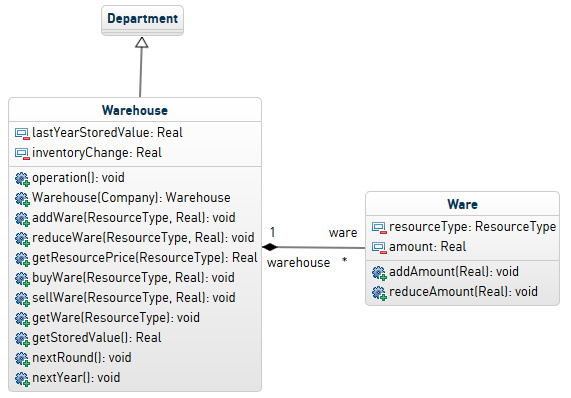 Department
Warehouse
lastYearStoredValue: Real
inventoryChange: Real
operation(): void
Warehouse(Company): Warehouse
addWare(ResourceType, Real): void
reduceWare(ResourceType, Real): void
getResourcePrice(ResourceType): Real
buyWare(ResourceType, Real): void
sellWare(ResourceType, Real): void
getWare(ResourceType): void
getStoredValue(): Real
nextRound(): void
nextYear(): void
1 ware
warehouse *
Ware
resourceType: ResourceType
amount: Real
addAmount(Real): void
reduceAmount(Real): void